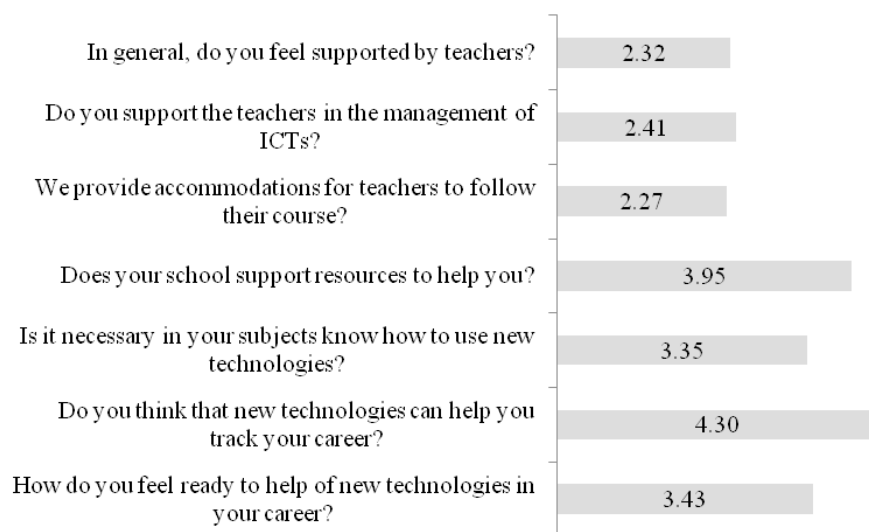 In general, do you feel supported by teachers?
2.32
Do you support the teachers in the management of
ICTs?
2.41
We provide accommodations for teachers to follow
their course?
2.27
Does your school support resources to help you?
3.95
Is it necessary in your subjects know how to use new
technologies?
3.35
Do you think that new technologies can help you
track your career?
4.30
How do you feel ready to help of new technologies in
your career?
3.43